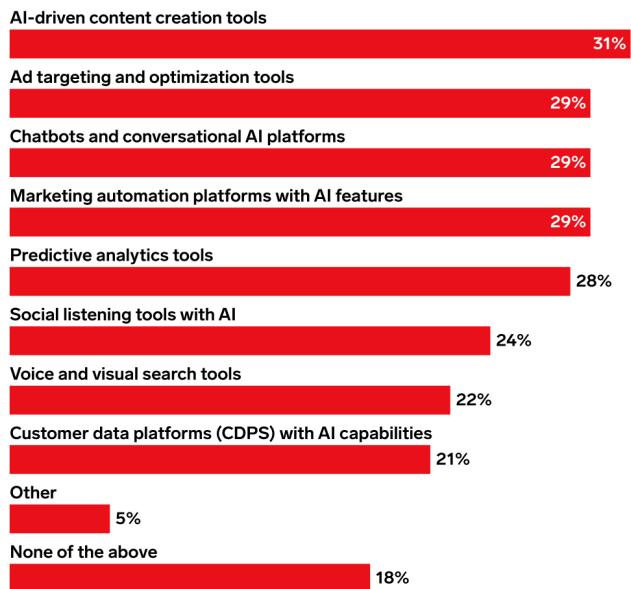 AI-driven content creation tools
31%
Ad targeting and optimization tools
29%
Chatbots and conversational AI platforms
29%
Marketing automation platforms with AI features
29%
Predictive analytics tools
28%
Social listening tools with AI
24%
Voice and visual search tools
22%
Customer data platforms (CDPS) with AI capabilities
21%
Other
5%
None of the above
18%